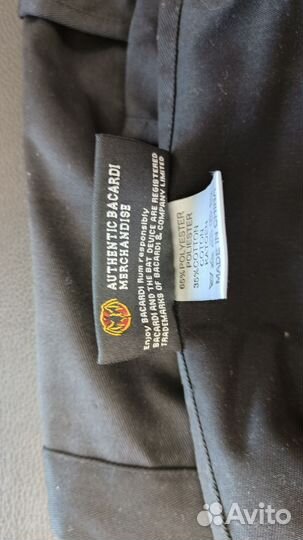 AUTHENTIC BACARDI
MERCHANDISE
Enjoy BACARDI Rum responsibly.
BACARDI AND THE BAT DEVICE ARE REGISTERED
TRADEMARKS OF BACARDI & COMPANY LIMITED
65%POLYESTER
POLIESTER
35%COTTON
MADE IN
Avito